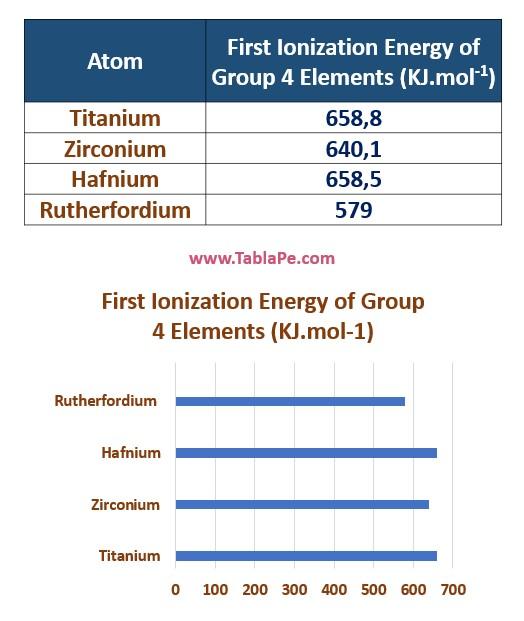 Atom
First Ionization Energy of
Group 4 Elements (KJ.mol⁻¹)
Titanium 658,8
Zirconium 640,1
Hafnium 658,5
Rutherfordium 579
www.TablaPe.com
First Ionization Energy of Group
4 Elements (KJ.mol-1)
Rutherfordium
Hafnium
Zirconium
Titanium
0 100 200 300 400 500 600 700